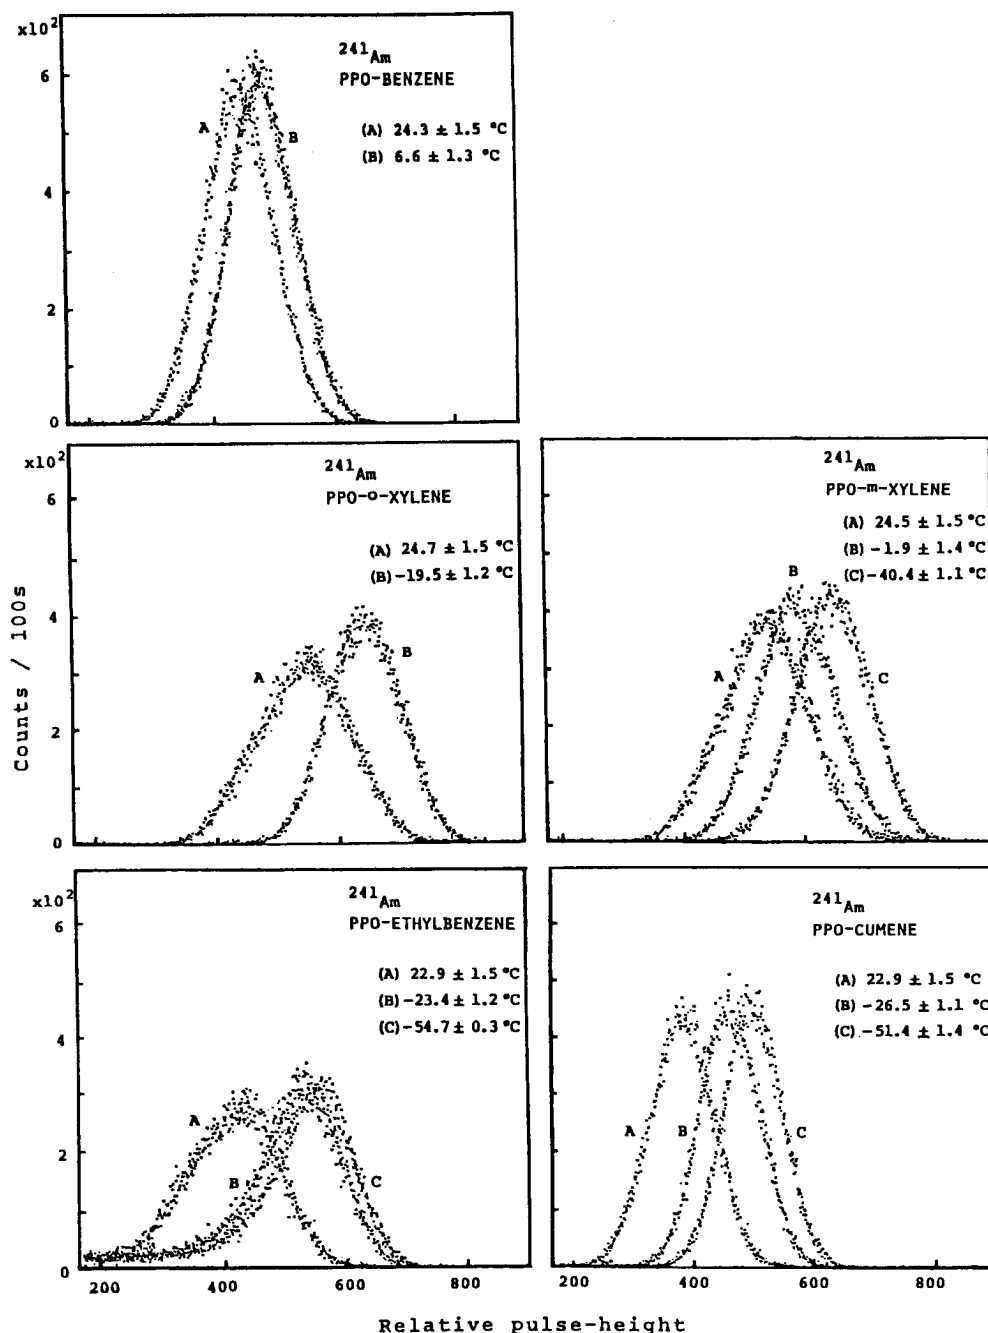 x10²
²⁴¹Am
PPO-BENZENE
(A) 24.3 ± 1.5 °C
(B) 6.6 ± 1.3 °C
A
B
6
4
2
0
x10²
²⁴¹Am
PPO-o-XYLENE
(A) 24.7 ± 1.5 °C
(B) -19.5 ± 1.2 °C
A
B
6
4
2
0
²⁴¹Am
PPO-m-XYLENE
(A) 24.5 ± 1.5 °C
(B) -1.9 ± 1.4 °C
(C) -40.4 ± 1.1 °C
A
B
C
Counts / 100s
x10²
²⁴¹Am
PPO-ETHYLBENZENE
(A) 22.9 ± 1.5 °C
(B) -23.4 ± 1.2 °C
(C) -54.7 ± 0.3 °C
A
B
C
6
4
2
0
200 400 600 800
²⁴¹Am
PPO-CUMENE
(A) 22.9 ± 1.5 °C
(B) -26.5 ± 1.1 °C
(C) -51.4 ± 1.4 °C
A
B
C
200 400 600 800
Relative pulse-height